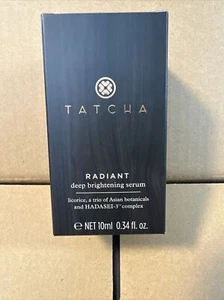 TATCHA
RADIANT
deep brightening serum
licorice, a trio of Asian botanicals
and HADASEI-3™ complex
e NET 10ml 0.34 fl. oz.